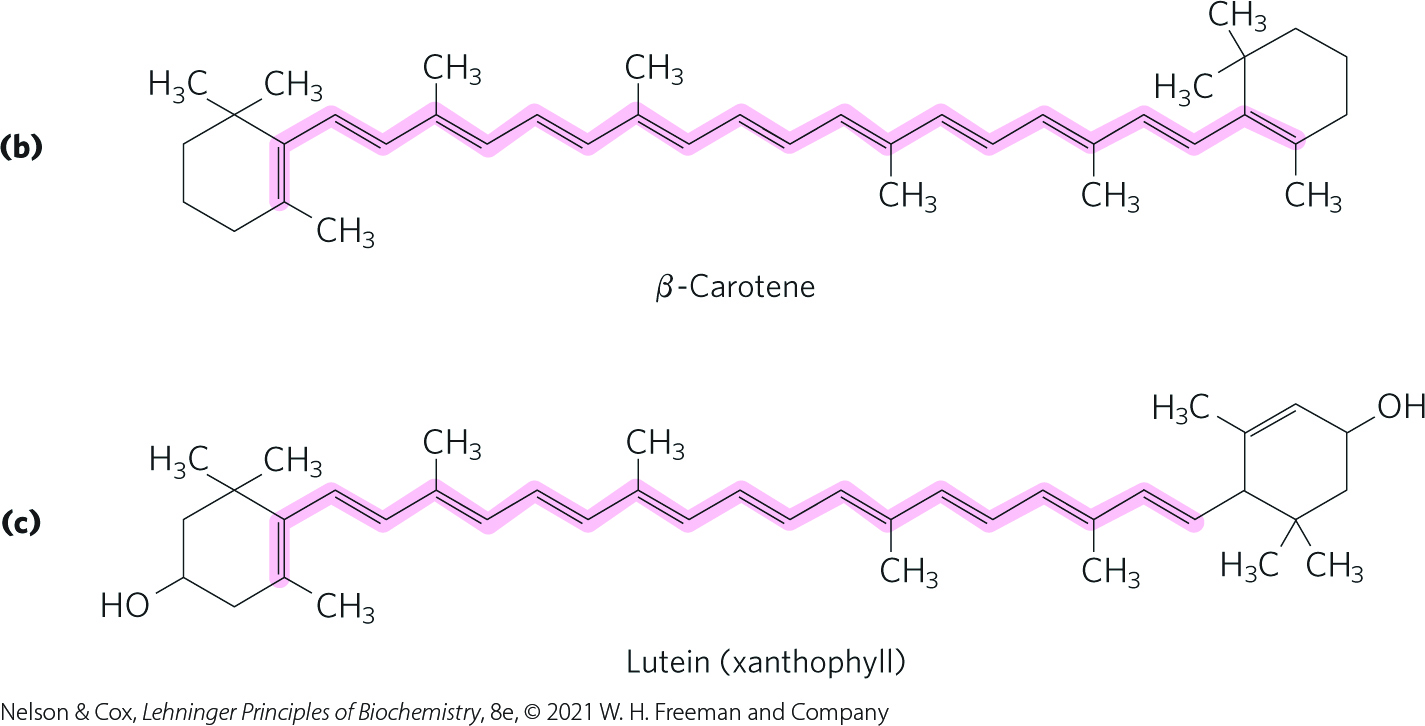 CH₃
H₃C CH₃ CH₃ CH₃ H₃C
(b)
CH₃ CH₃ CH₃
CH₃
β-Carotene
H₃C OH
H₃C CH₃ CH₃ CH₃
(c)
HO CH₃ CH₃ CH₃ H₃C CH₃
Lutein (xanthophyll)
Nelson & Cox, Lehninger Principles of Biochemistry, 8e, © 2021 W. H. Freeman and Company